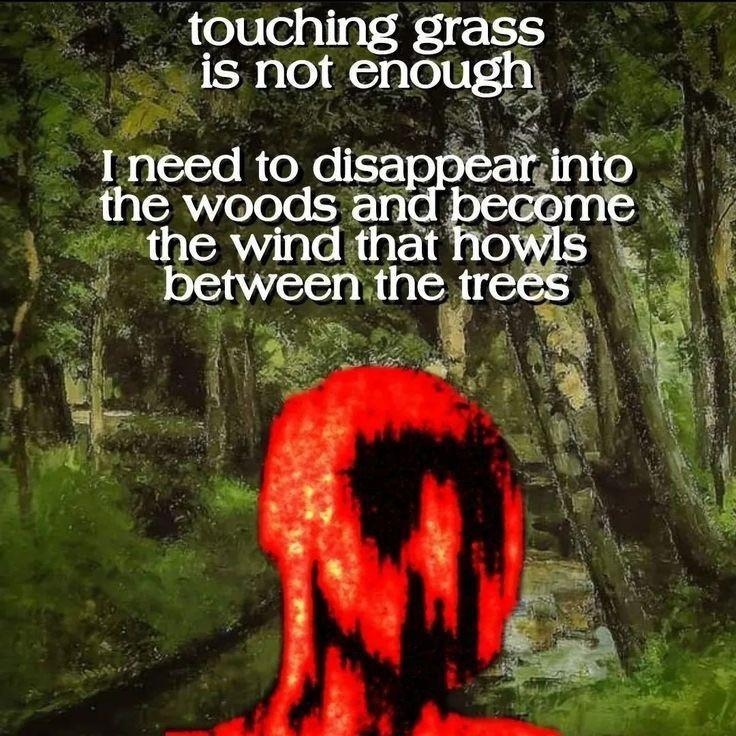 touching grass
is not enough
I need to disappear into
the woods and become
the wind that howls
between the trees